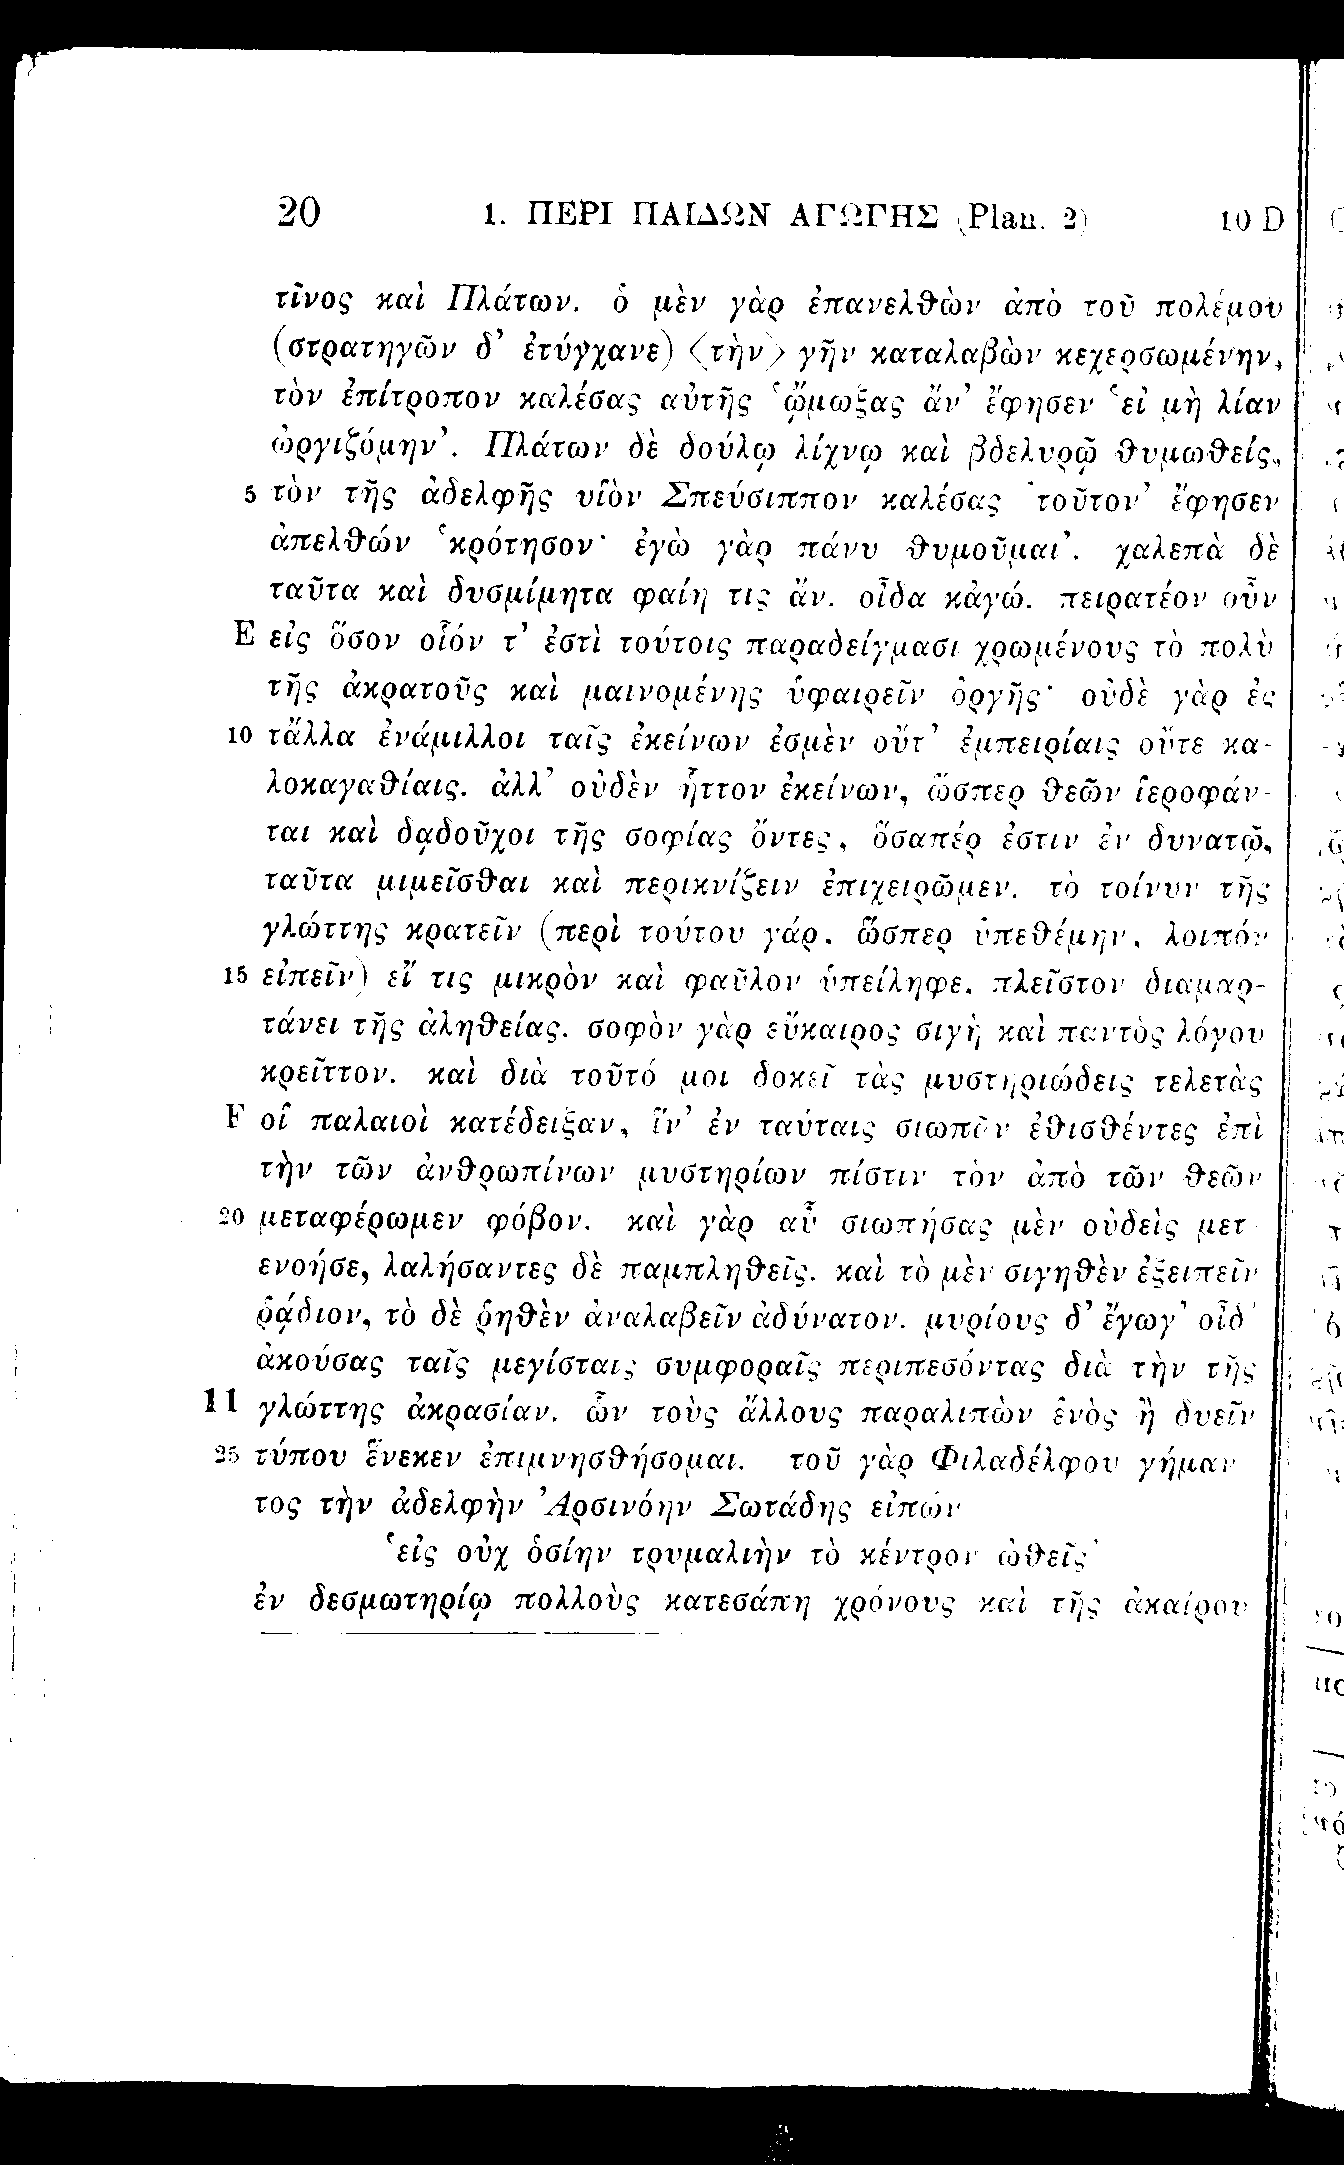 20 1. ΠΕΡΙ ΠΑΙΔΩΝ ΑΓΩΓΗΣ (Plan. 2) 10 D
τῖνος καὶ Πλάτων. ὁ μὲν γὰρ ἐπανελθὼν ἀπὸ τοῦ πολέμου
(στρατηγῶν δ’ ἐτύγχανε) <τὴν> γῆν καταλαβὼν κεχερσωμένην,
τὸν ἐπίτροπον καλέσας αὐτῆς ‘ᾤμωξας ἄν’ ἔφησεν ‘εἰ μὴ λίαν
ὠργιζόμην’. Πλάτων δὲ δούλῳ λίχνῳ καὶ βδελυρῷ θυμωθείς,
5 τὸν τῆς ἀδελφῆς υἱὸν Σπεύσιππον καλέσας ‘τοῦτον’ ἔφησεν
ἀπελθών ‘κρότησον· ἐγὼ γὰρ πάνυ θυμοῦμαι’. χαλεπὰ δὲ
ταῦτα καὶ δυσμίμητα φαίη τις ἄν. οἶδα κἀγώ. πειρατέον οὖν
E εἰς ὅσον οἷόν τ’ ἐστὶ τούτοις παραδείγμασι χρωμένους τὸ πολὺ
τῆς ἀκρατοῦς καὶ μαινομένης ὑφαιρεῖν ὀργῆς· οὐδὲ γὰρ ἐς
10 τἄλλα ἐνάμιλλοι ταῖς ἐκείνων ἐσμὲν οὔτ’ ἐμπειρίαις οὔτε κα-
λοκαγαθίαις. ἀλλ’ οὐδὲν ἧττον ἐκείνων, ὥσπερ θεῶν ἱεροφάν-
ται καὶ δᾳδοῦχοι τῆς σοφίας ὄντες, ὅσαπέρ ἐστιν ἐν δυνατῷ,
ταῦτα μιμεῖσθαι καὶ περικνίζειν ἐπιχειρῶμεν. τὸ τοίνυν τῆς
γλώττης κρατεῖν (περὶ τούτου γάρ, ὥσπερ ὑπεθέμην, λοιπόν
15 εἰπεῖν) εἴ τις μικρὸν καὶ φαῦλον ὑπείληφε, πλεῖστον διαμαρ-
τάνει τῆς ἀληθείας. σοφὸν γὰρ εὔκαιρος σιγὴ καὶ παντὸς λόγου
κρεῖττον. καὶ διὰ τοῦτό μοι δοκεῖ τὰς μυστηριώδεις τελετὰς
F οἱ παλαιοὶ κατέδειξαν, ἵν’ ἐν ταύταις σιωπᾶν ἐθισθέντες ἐπὶ
τὴν τῶν ἀνθρωπίνων μυστηρίων πίστιν τὸν ἀπὸ τῶν θεῶν
20 μεταφέρωμεν φόβον. καὶ γὰρ αὖ σιωπήσας μὲν οὐδεὶς μετ-
ενοήσε, λαλήσαντες δὲ παμπληθεῖς. καὶ τὸ μὲν σιγηθὲν ἐξειπεῖν
ῥᾴδιον, τὸ δὲ ῥηθὲν ἀναλαβεῖν ἀδύνατον. μυρίους δ’ ἔγωγ’ οἶδ’
ἀκούσας ταῖς μεγίσταις συμφοραῖς περιπεσόντας διὰ τὴν τῆς
11 γλώττης ἀκρασίαν. ὧν τοὺς ἄλλους παραλιπὼν ἑνὸς ἢ δυεῖν
25 τύπου ἕνεκεν ἐπιμνησθήσομαι. τοῦ γὰρ Φιλαδέλφου γήμαν-
τος τὴν ἀδελφὴν Ἀρσινόην Σωτάδης εἰπών
‘εἰς οὐχ ὁσίην τρυμαλιὴν τὸ κέντρον ὠθεῖς’
ἐν δεσμωτηρίῳ πολλοὺς κατεσάπη χρόνους καὶ τῆς ἀκαίρου